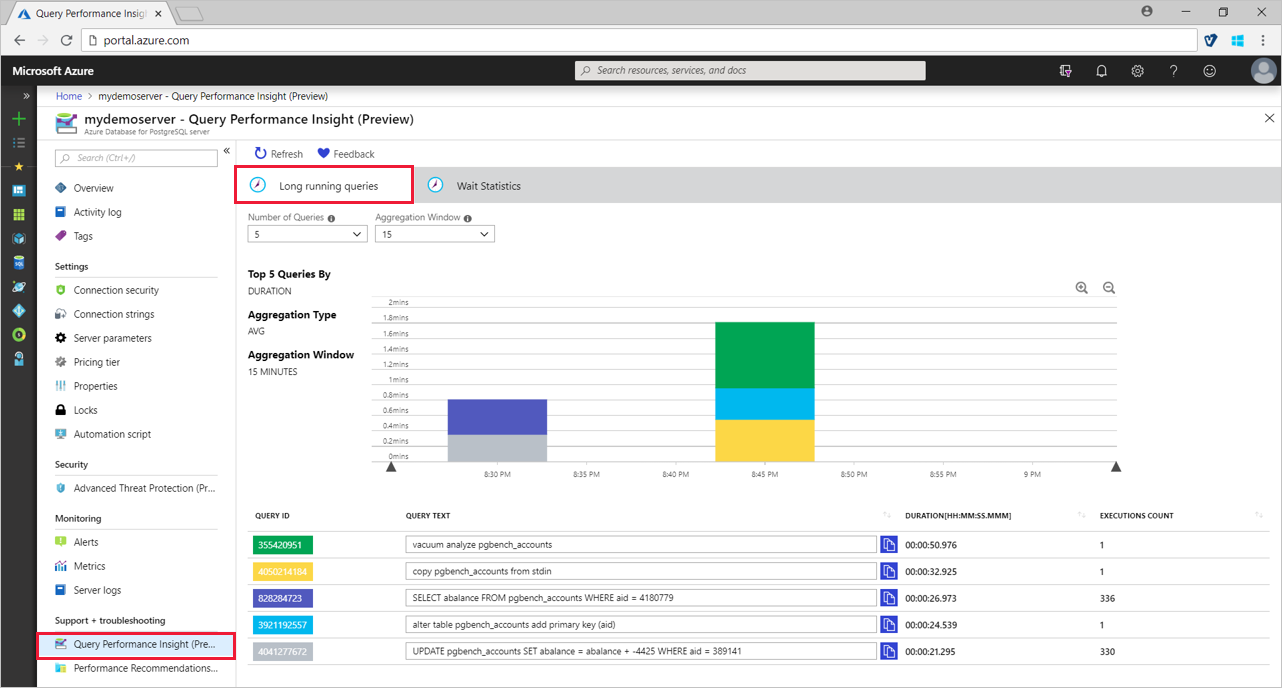 Query Performance Insig
portal.azure.com
Microsoft Azure
Search resources, services, and docs
Home > mydemoserver - Query Performance Insight (Preview)
mydemoserver - Query Performance Insight (Preview)
Azure Database for PostgreSQL server
Search (Ctrl+/)
Overview
Activity log
Tags
Settings
Connection security
Connection strings
Server parameters
Pricing tier
Properties
Locks
Automation script
Security
Advanced Threat Protection (Pr...
Monitoring
Alerts
Metrics
Server logs
Support + troubleshooting
Query Performance Insight (Pre...
Performance Recommendations...
Refresh Feedback
Long running queries Wait Statistics
Number of Queries Aggregation Window
5 15
Top 5 Queries By
DURATION
Aggregation Type
AVG
Aggregation Window
15 MINUTES
2mins
1.8mins
1.6mins
1.4mins
1.2mins
1mins
0.8mins
0.6mins
0.4mins
0.2mins
0mins
8:30 PM 8:35 PM 8:40 PM 8:45 PM 8:50 PM 8:55 PM 9 PM
QUERY ID QUERY TEXT DURATION[HH:MM:SS.MMM] EXECUTIONS COUNT
355420951 vacuum analyze pgbench_accounts 00:00:50.976 1
4050214184 copy pgbench_accounts from stdin 00:00:32.925 1
828284723 SELECT abalance FROM pgbench_accounts WHERE aid = 4180779 00:00:26.973 336
3921192557 alter table pgbench_accounts add primary key (aid) 00:00:24.539 1
4041277672 UPDATE pgbench_accounts SET abalance = abalance + -4425 WHERE aid = 389141 00:00:21.295 330